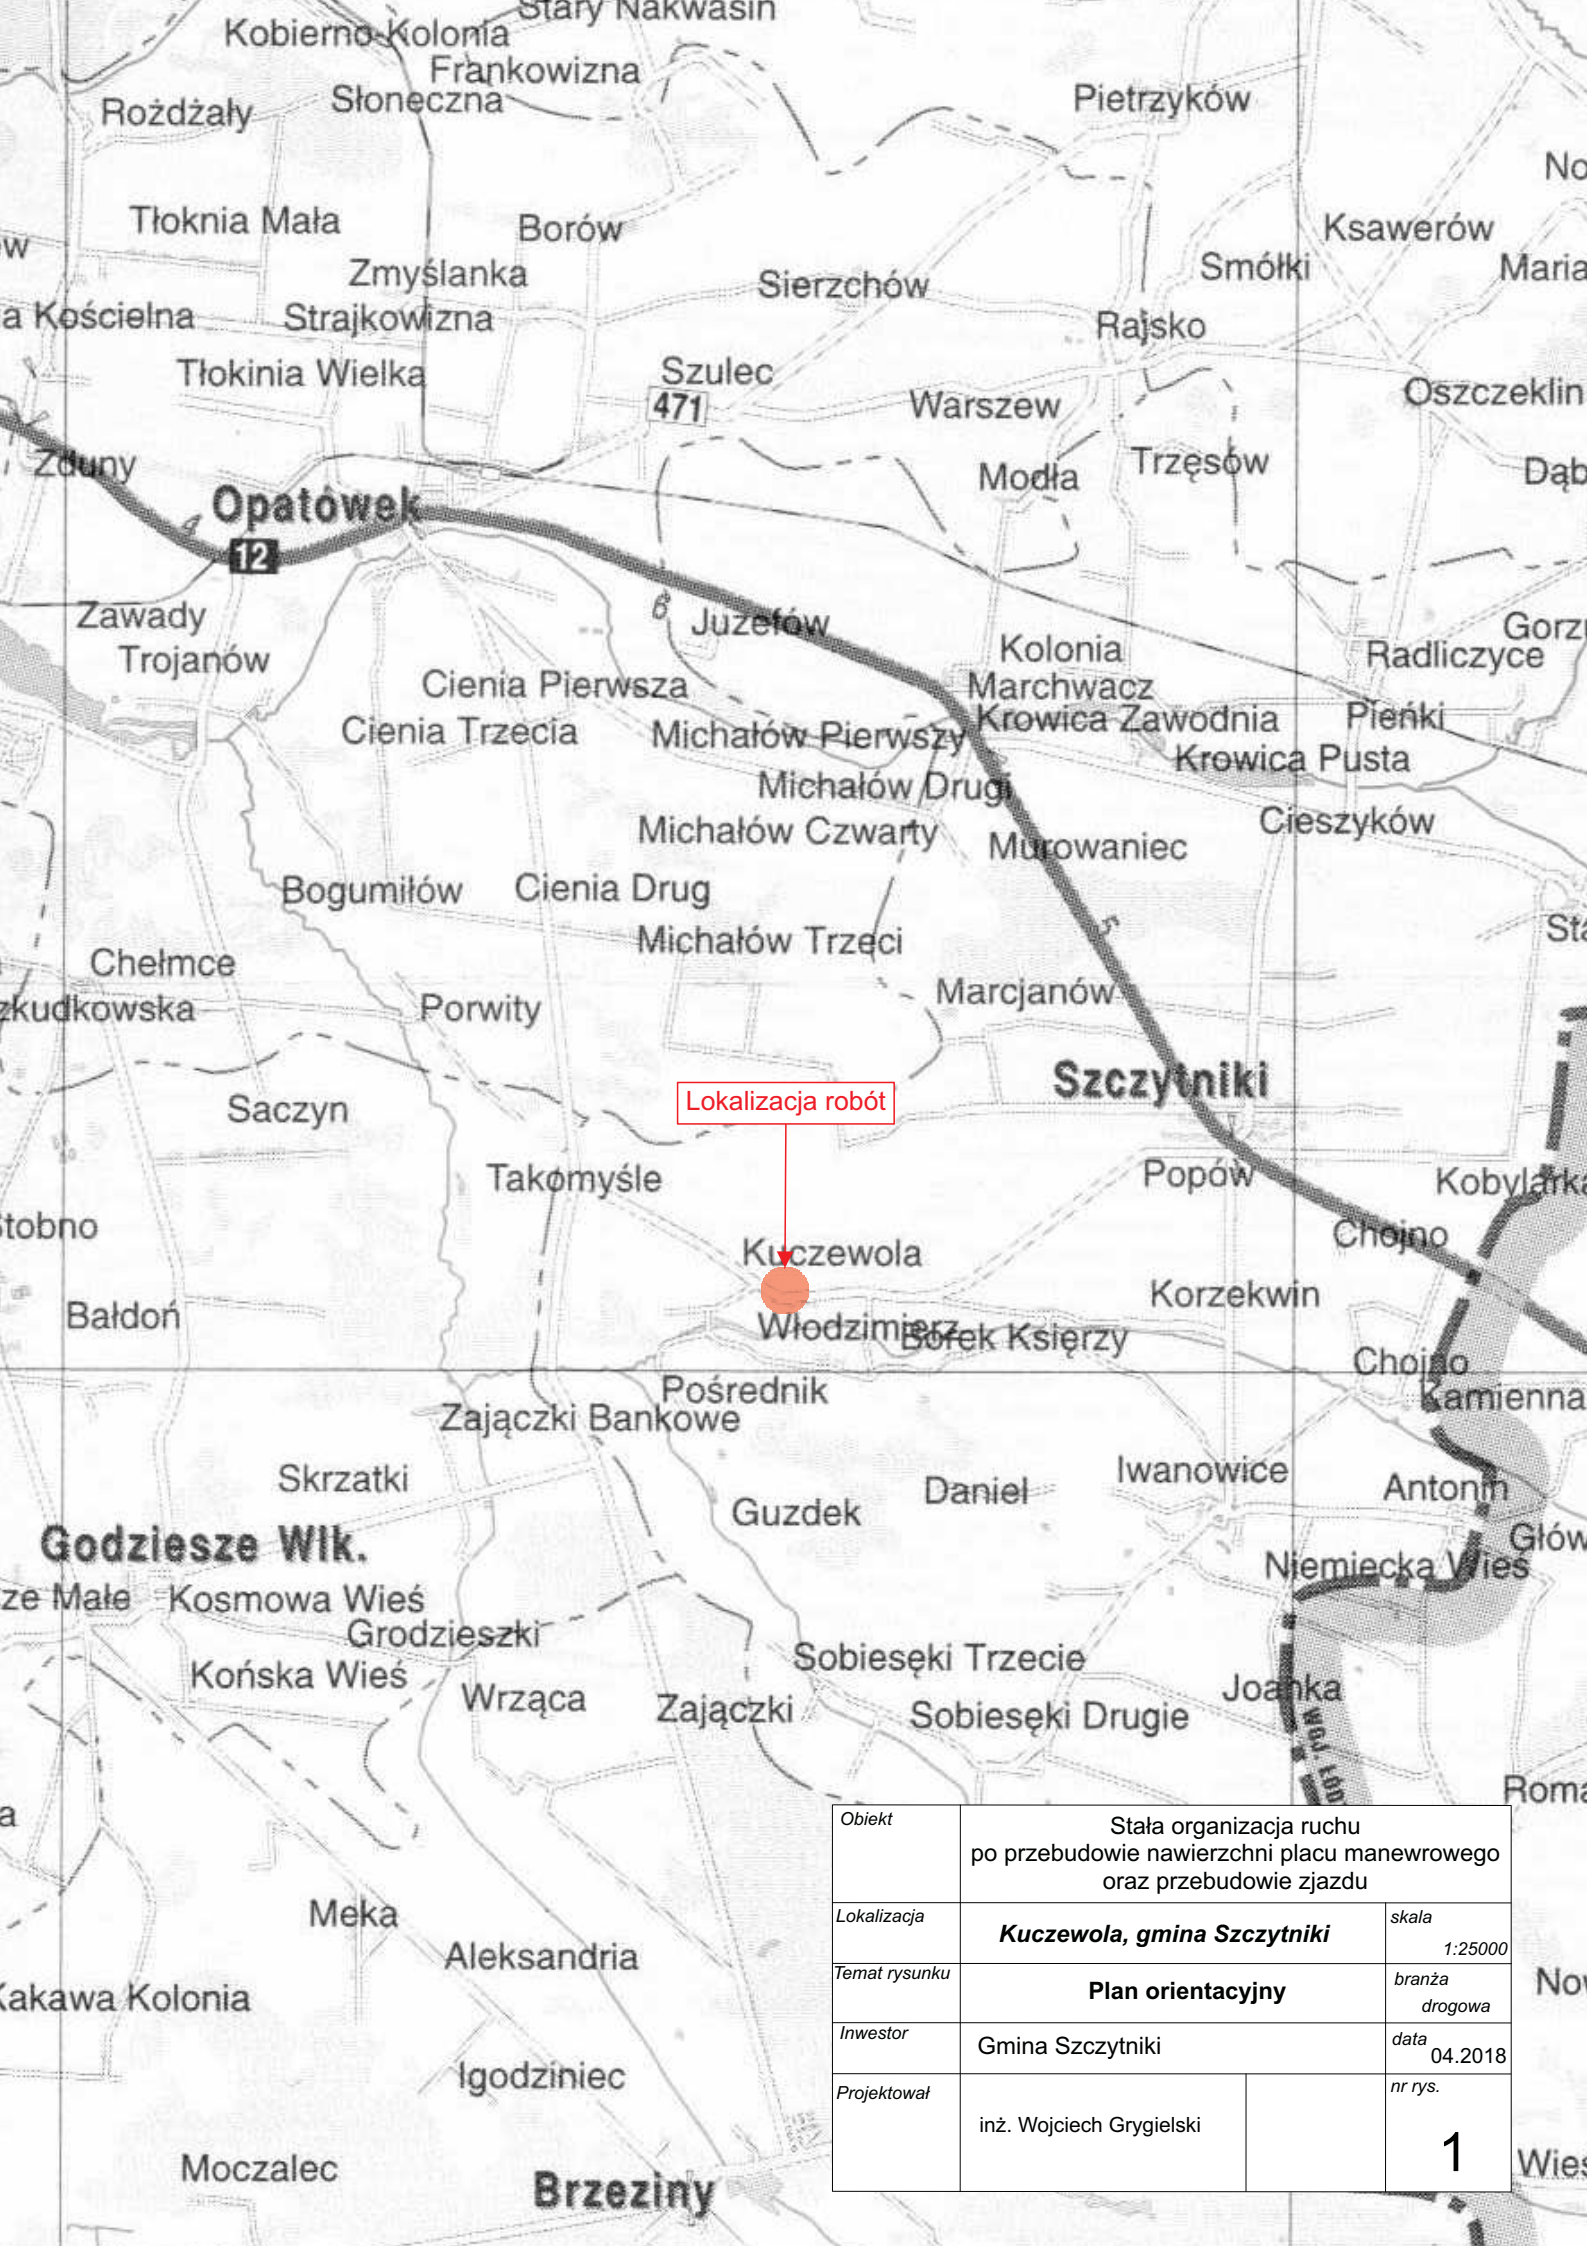 Stary Nakwasin
Kobierno-Kolonia
Frankowizna
Słoneczna
Rożdżały
Pietrzyków
No
Tłoknia Mała
Borów
Ksawerów
w
Zmyślanka
Sierzchów
Smółki
Maria
a Kościelna
Strajkowizna
Rajsko
Tłokinia Wielka
Szulec
471
Warszew
Oszczeklin
Zduny
Modła
Trzęsów
Dąb
Opatówek
4
12
Zawady
6
Juzefów
Gorzu
Trojanów
Kolonia
Radliczyce
Cienia Pierwsza
Marchwacz
Cienia Trzecia
Michałów Pierwszy
Krowica Zawodnia
Pieńki
Krowica Pusta
Michałów Drugi
Michałów Czwarty
Murowaniec
Cieszyków
Bogumiłów
Cienia Drug
5
Sta
Michałów Trzeci
Chełmce
Marcjanów
zkudkowska
Porwity
Szczytniki
Lokalizacja robót
Saczyn
Takomyśle
Popów
Kobylarka
Stobno
Chojno
Kuczewola
Korzekwin
Bałdoń
Włodzimierz
Borek Księrzy
Chojno
Pośrednik
Kamienna
Zajączki Bankowe
Skrzatki
Daniel
Iwanowice
Antonin
Guzdek
Godziesze Wlk.
Głów
Niemiecka Wieś
ze Małe
Kosmowa Wieś
Grodzieszki
Sobiesęki Trzecie
Końska Wieś
Wrząca
Zajączki
Joanka
Sobiesęki Drugie
Roma
a
Obiekt
Stała organizacja ruchu
po przebudowie nawierzchni placu manewrowego
oraz przebudowie zjazdu
Meka
Lokalizacja
Kuczewola, gmina Szczytniki
skala
1:25000
Aleksandria
Temat rysunku
Plan orientacyjny
branża
drogowa
Now
Kakawa Kolonia
Inwestor
Gmina Szczytniki
data
04.2018
Igodziniec
Projektował
inż. Wojciech Grygielski
nr rys.
1
Moczalec
Wies
Brzeziny